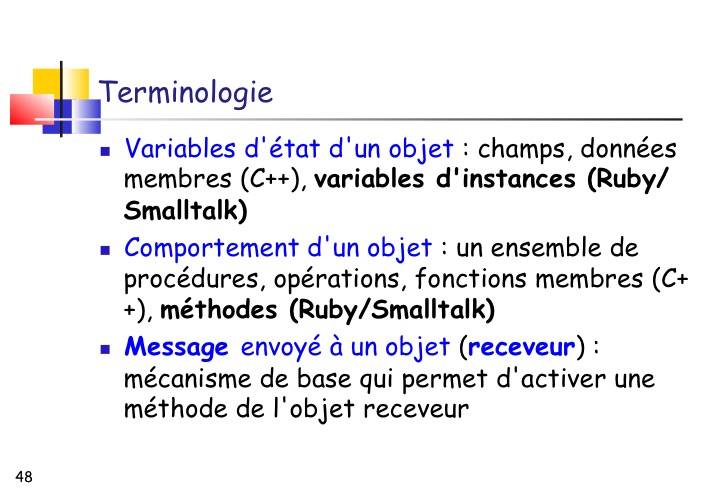 Terminologie
Variables d'état d'un objet : champs, données
membres (C++), variables d'instances (Ruby/
Smalltalk)
Comportement d'un objet : un ensemble de
procédures, opérations, fonctions membres (C+
+), méthodes (Ruby/Smalltalk)
Message envoyé à un objet (receveur) :
mécanisme de base qui permet d'activer une
méthode de l'objet receveur
48